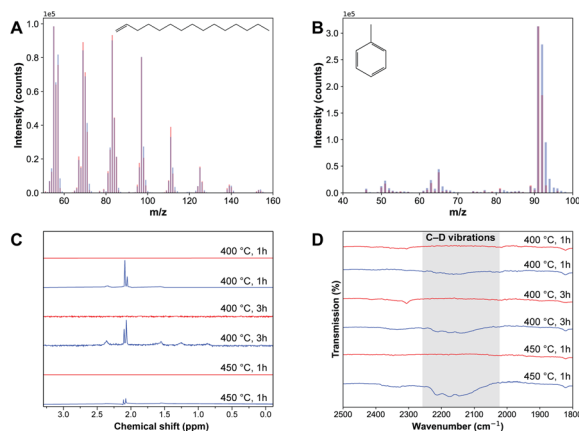 A
1e5
Intensity (counts)
1.0
0.8
0.6
0.4
0.2
0.0
60
80
100
120
140
160
m/z
B
1e5
Intensity (counts)
3.0
2.5
2.0
1.5
1.0
0.5
0.0
40
50
60
70
80
90
100
m/z
C
400 °C, 1h
400 °C, 1h
400 °C, 3h
400 °C, 3h
450 °C, 1h
450 °C, 1h
3.0
2.5
2.0
1.5
1.0
0.5
0.0
Chemical shift (ppm)
D
C–D vibrations
400 °C, 1h
400 °C, 1h
400 °C, 3h
400 °C, 3h
450 °C, 1h
450 °C, 1h
Transmission (%)
2500
2400
2300
2200
2100
2000
1900
1800
Wavenumber (cm⁻¹)